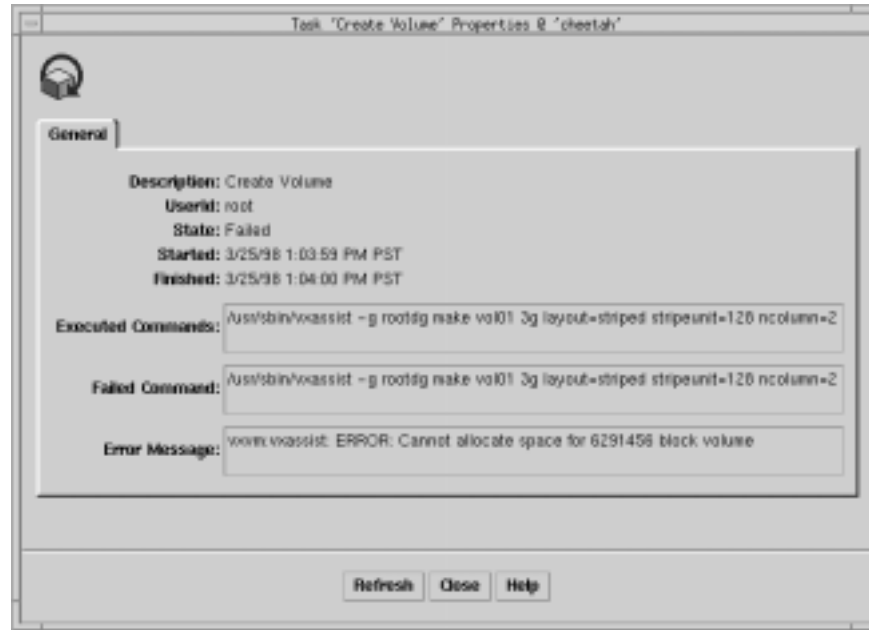 Task 'Create Volume' Properties @ 'cheetah'
General
Description: Create Volume
UserId: root
State: Failed
Started: 3/25/98 1:03:59 PM PST
Finished: 3/25/98 1:04:00 PM PST
Executed Commands: /usr/sbin/vxassist -g rootdg make vol01 3g layout=striped stripeunit=128 ncolumn=2
Failed Command: /usr/sbin/vxassist -g rootdg make vol01 3g layout=striped stripeunit=128 ncolumn=2
Error Message: vxvm:vxassist: ERROR: Cannot allocate space for 6291456 block volume
Refresh Close Help